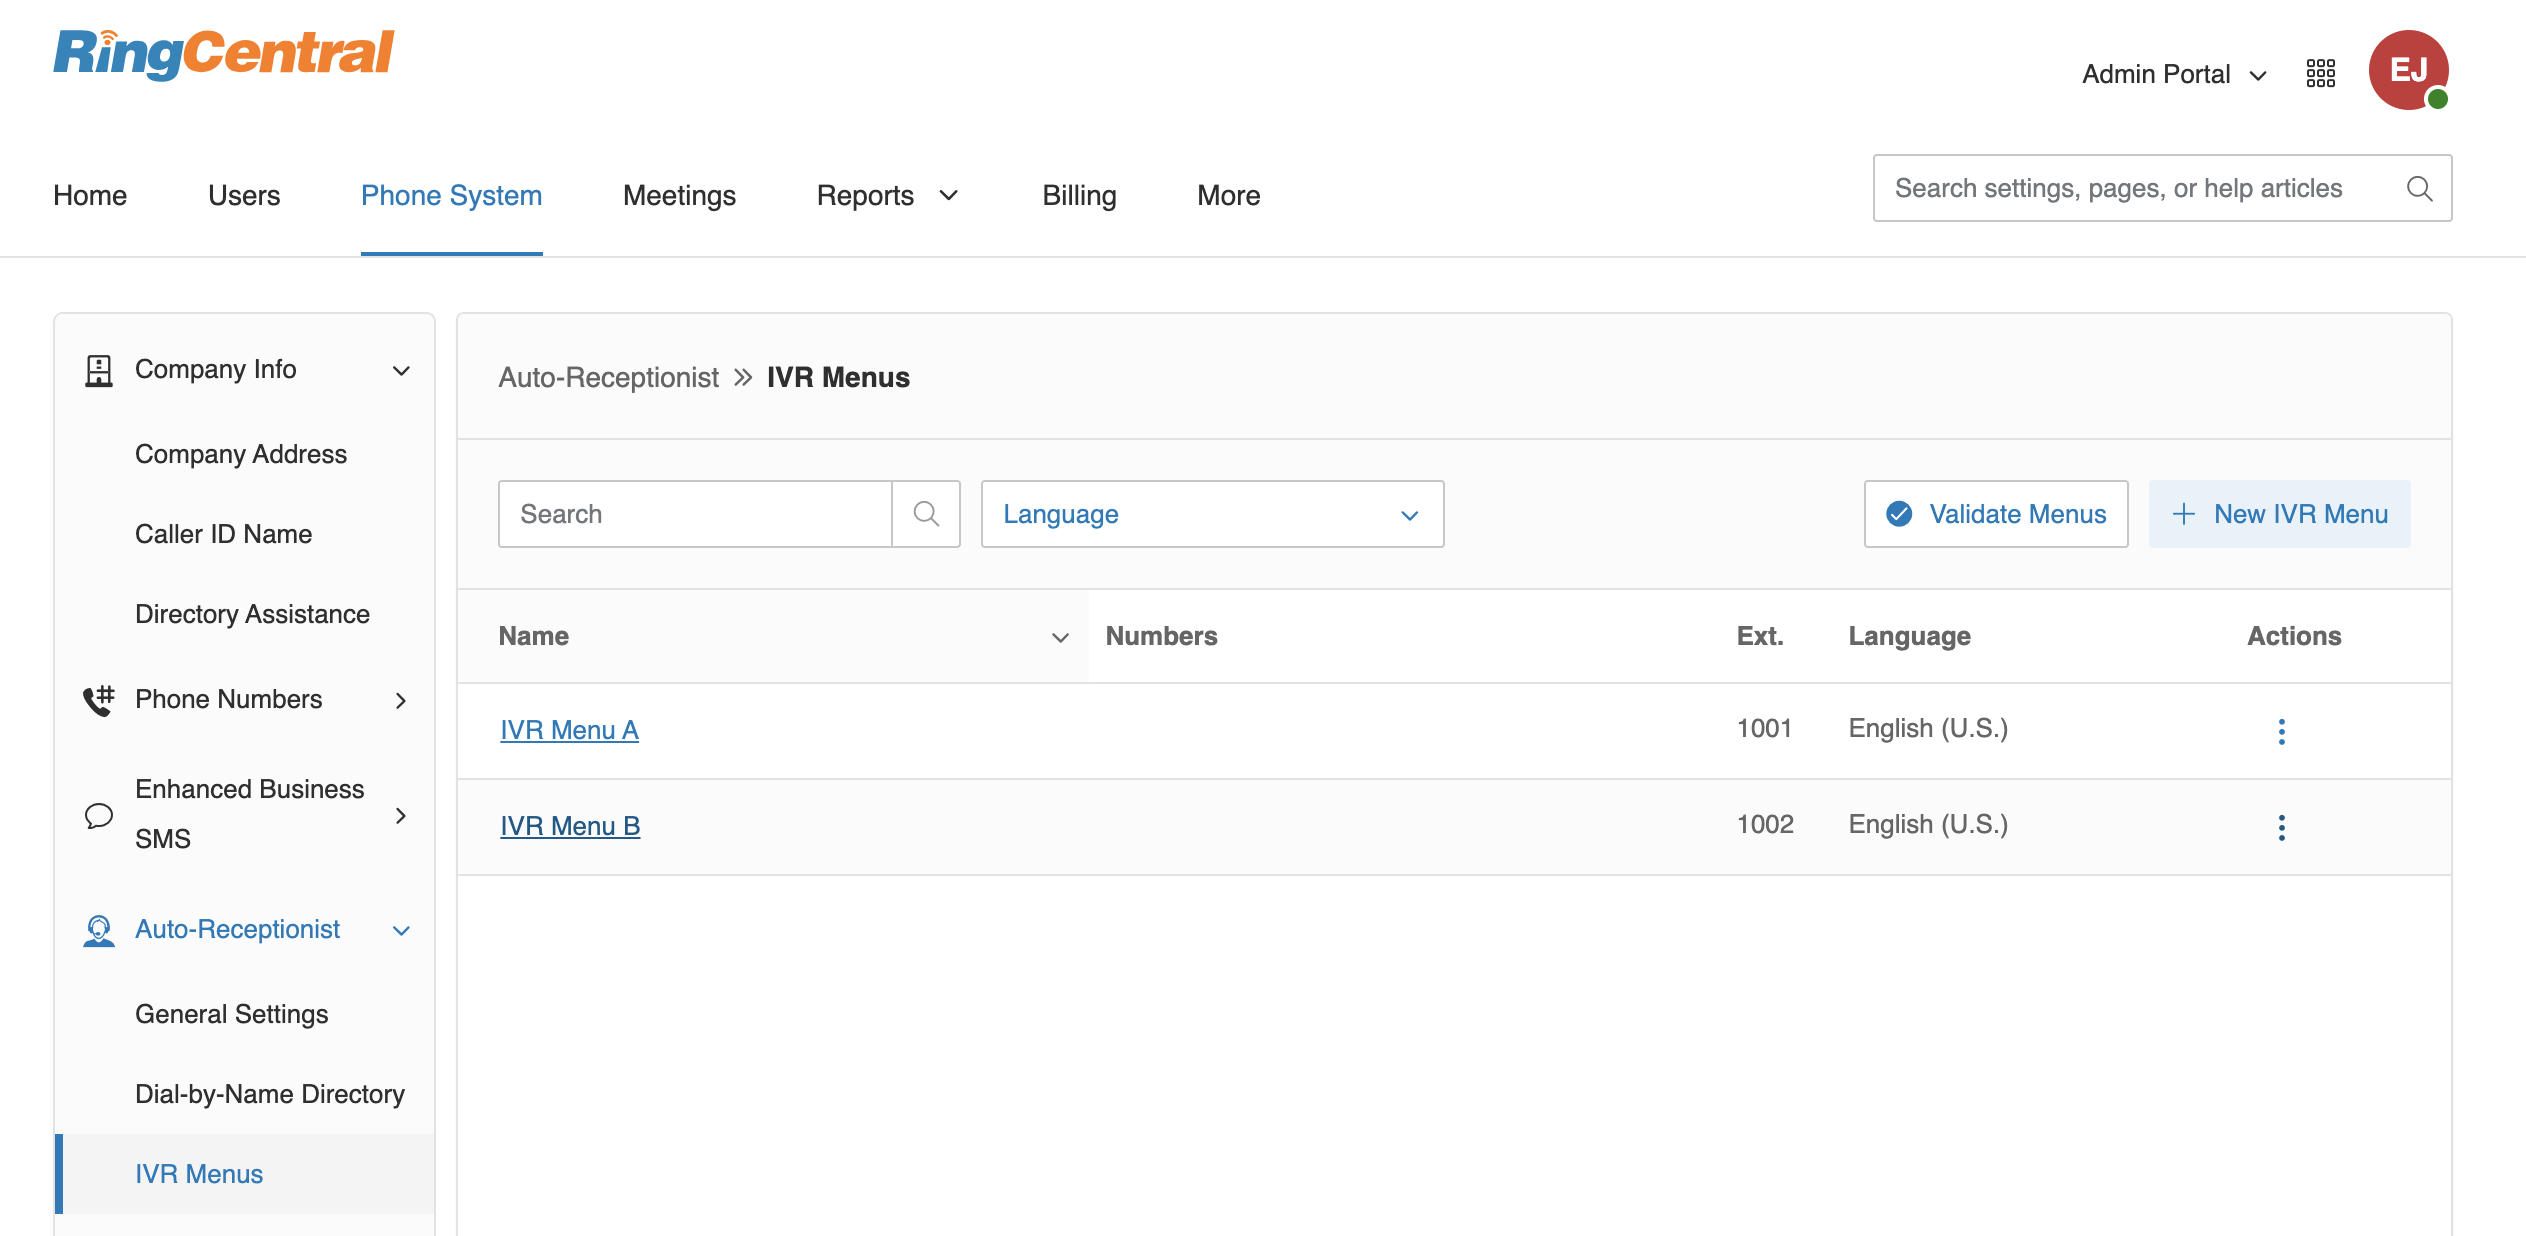 RingCentral
Admin Portal
EJ
Home Users Phone System Meetings Reports Billing More
Search settings, pages, or help articles
Company Info
Company Address
Caller ID Name
Directory Assistance
Phone Numbers
Enhanced Business
SMS
Auto-Receptionist
General Settings
Dial-by-Name Directory
IVR Menus
Auto-Receptionist » IVR Menus
Search Language Validate Menus + New IVR Menu
Name Numbers Ext. Language Actions
IVR Menu A 1001 English (U.S.)
IVR Menu B 1002 English (U.S.)